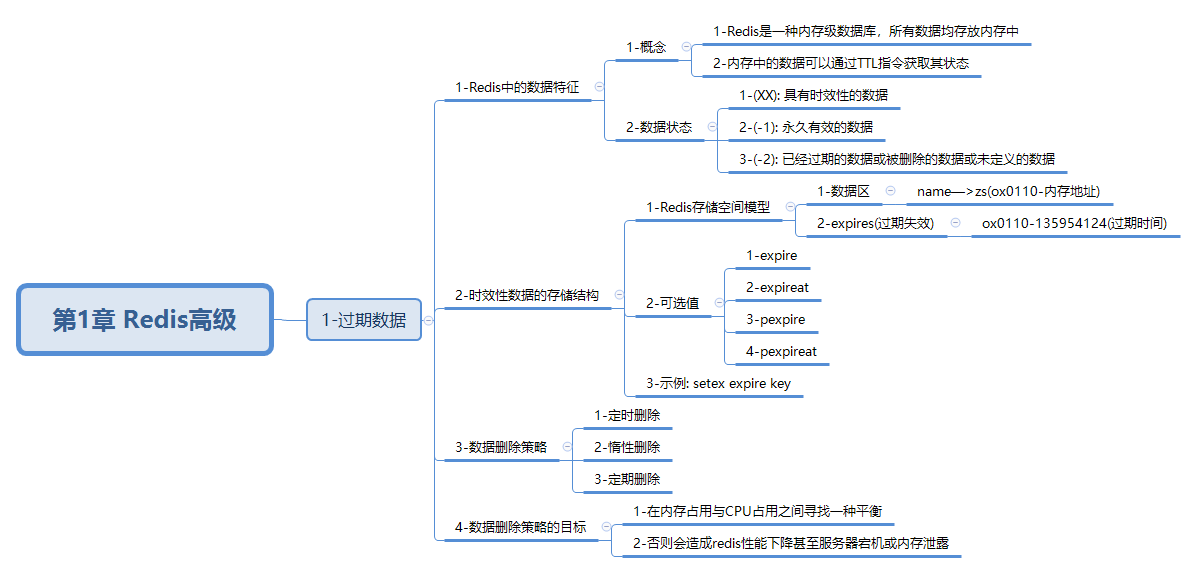 第1章 Redis高级
1-过期数据
1-Redis中的数据特征
1-概念
1-Redis是一种内存级数据库，所有数据均存放内存中
2-内存中的数据可以通过TTL指令获取其状态
2-数据状态
1-(XX): 具有时效性的数据
2-(-1): 永久有效的数据
3-(-2): 已经过期的数据或被删除的数据或未定义的数据
2-时效性数据的存储结构
1-Redis存储空间模型
1-数据区
name—>zs(ox0110-内存地址)
2-expires(过期失效)
ox0110-135954124(过期时间)
2-可选值
1-expire
2-expireat
3-pexpire
4-pexpireat
3-示例: setex expire key
3-数据删除策略
1-定时删除
2-惰性删除
3-定期删除
4-数据删除策略的目标
1-在内存占用与CPU占用之间寻找一种平衡
2-否则会造成redis性能下降甚至服务器宕机或内存泄露